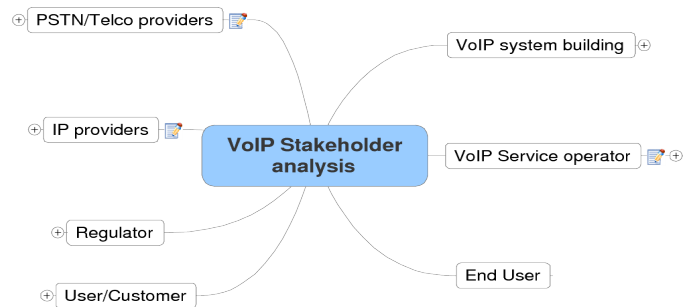 PSTN/Telco providers
VoIP system building
IP providers
VoIP Stakeholder
analysis
VoIP Service operator
Regulator
End User
User/Customer